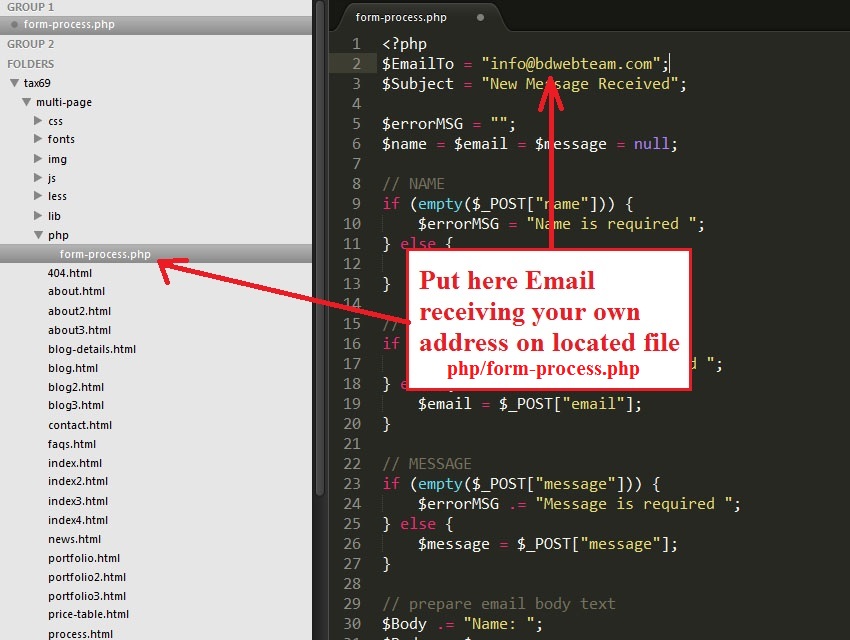 GROUP 1
form-process.php
GROUP 2
FOLDERS
tax69
multi-page
css
fonts
img
js
less
lib
php
form-process.php
404.html
about.html
about2.html
about3.html
blog-details.html
blog.html
blog2.html
blog3.html
contact.html
faqs.html
index.html
index2.html
index3.html
index4.html
news.html
portfolio.html
portfolio2.html
portfolio3.html
price-table.html
process.html
form-process.php
1 <?php
2 $EmailTo = "info@bdwebteam.com";
3 $Subject = "New Message Received";
4
5 $errorMSG = "";
6 $name = $email = $message = null;
7
8 // NAME
9 if (empty($_POST["name"])) {
10 $errorMSG = "Name is required ";
11 } else {
12
13 }
14
15 //
16 if
17 ";
18 }
19 $email = $_POST["email"];
20 }
21
22 // MESSAGE
23 if (empty($_POST["message"])) {
24 $errorMSG .= "Message is required ";
25 } else {
26 $message = $_POST["message"];
27 }
28
29 // prepare email body text
30 $Body .= "Name: ";
Put here Email
receiving your own
address on located file
php/form-process.php